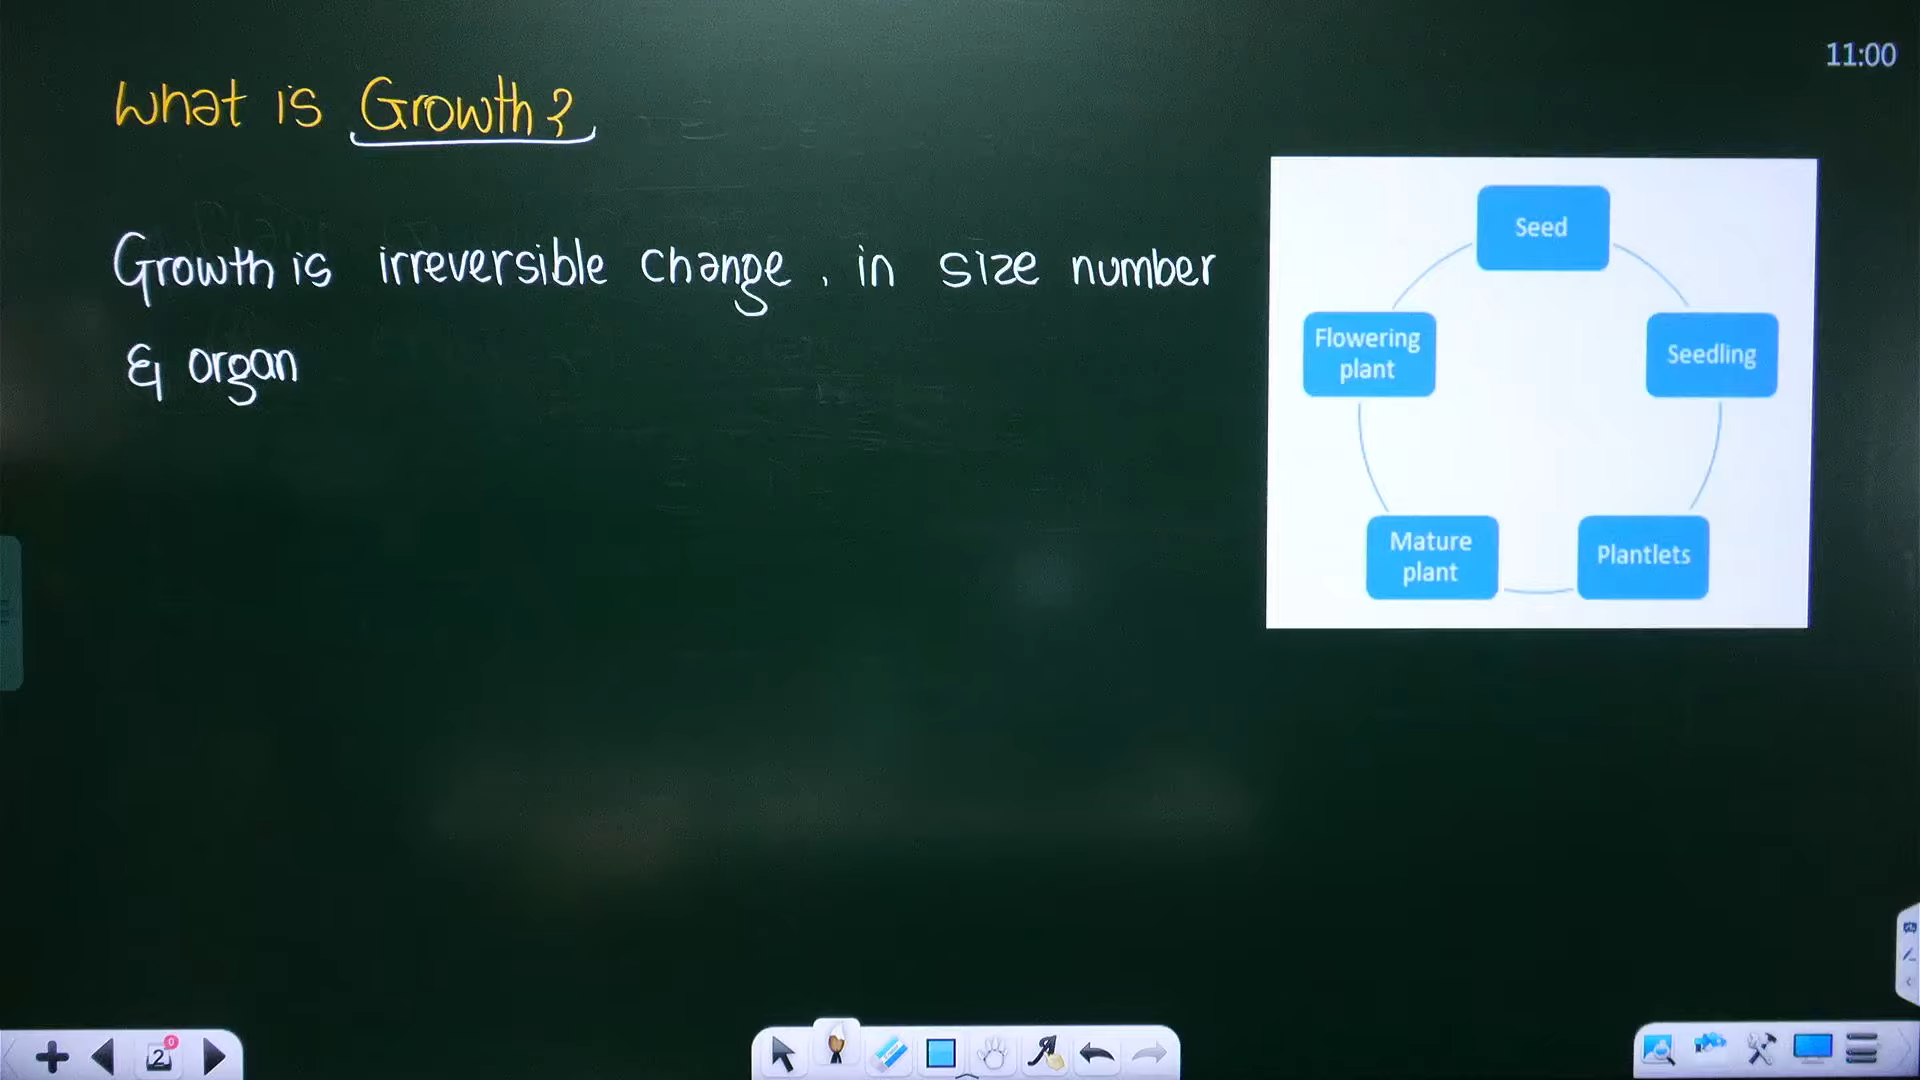 What is Growth?
11:00
Growth is irreversible change, in size number
& organ
Seed
Flowering
plant
Seedling
Mature
plant
Plantlets
2
0